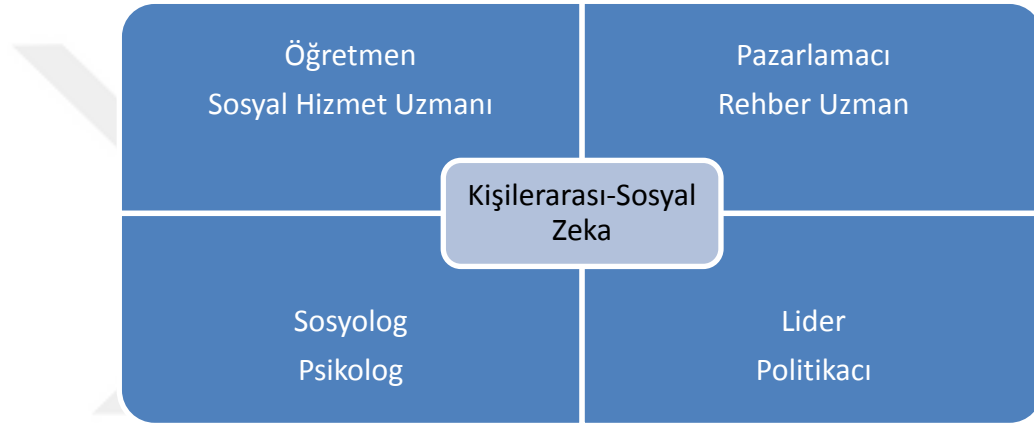 Öğretmen
Sosyal Hizmet Uzmanı
Pazarlamacı
Rehber Uzman
Kişilerarası-Sosyal
Zeka
Sosyolog
Psikolog
Lider
Politikacı